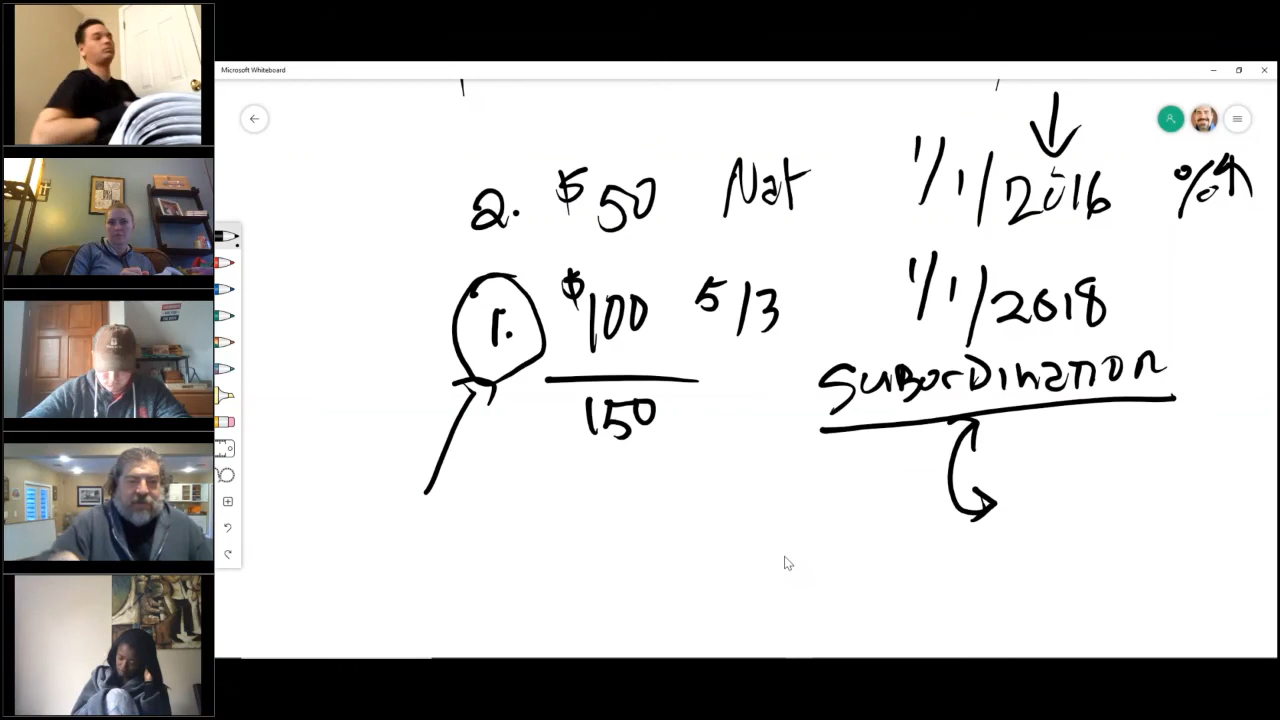 Microsoft Whiteboard
2. $50 Nat 1/1/2016
1. $100 5/3 1/1/2018
150
SUBORDINATION